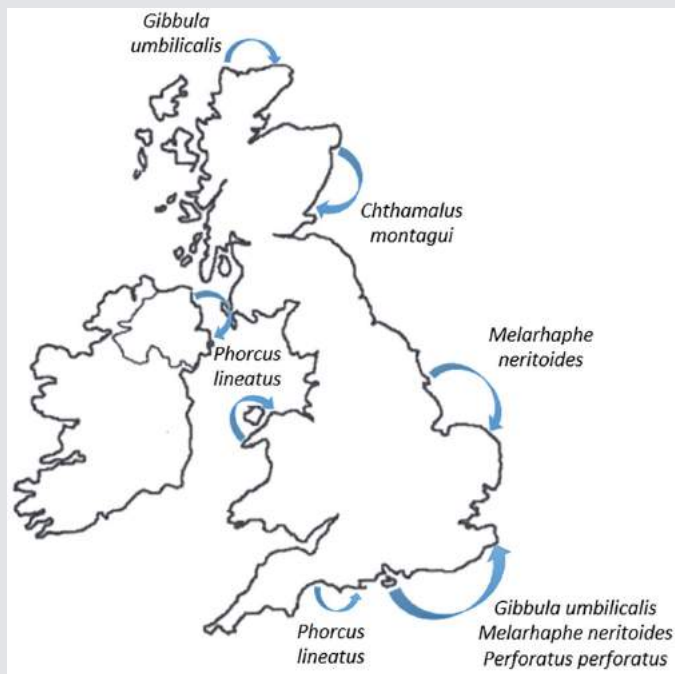 Gibbula
umbilicalis
Chthamalus
montagui
Melarhaphe
neritoides
Phorcus
lineatus
Phorcus
lineatus
Gibbula umbilicalis
Melarhaphe neritoides
Perforatus perforatus